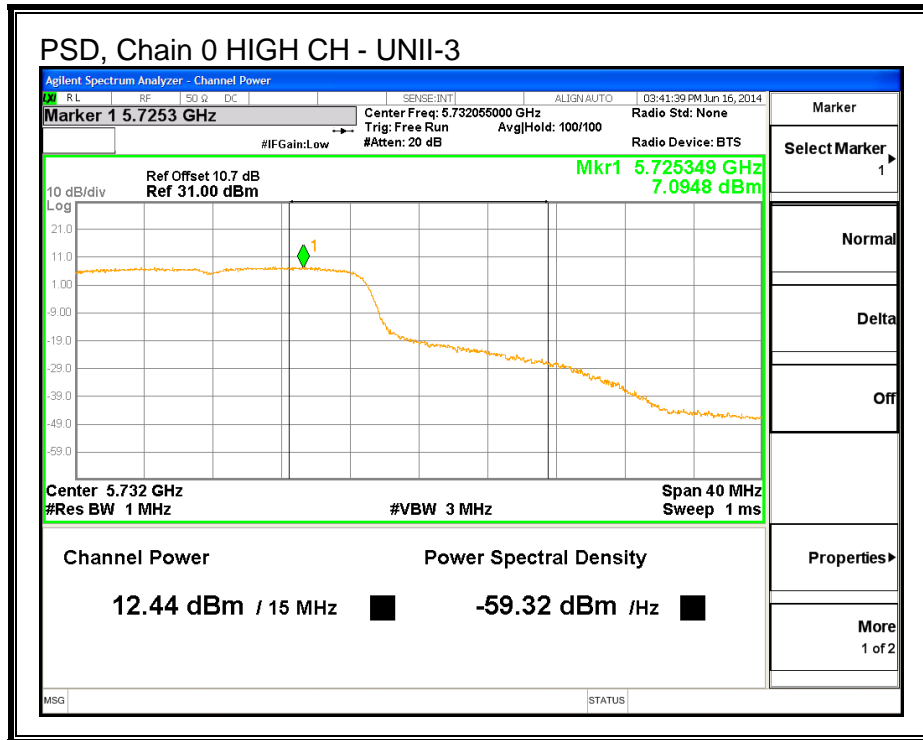 PSD, Chain 0 HIGH CH - UNII-3
Agilent Spectrum Analyzer - Channel Power
LXI RL RF 50 Ω DC SENSE:INT ALIGN AUTO 03:41:39 PM Jun 16, 2014
Marker 1 5.7253 GHz
Center Freq: 5.732055000 GHz
Radio Std: None
Trig: Free Run Avg|Hold: 100/100
#IFGain:Low #Atten: 20 dB Radio Device: BTS
Mkr1 5.725349 GHz
7.0948 dBm
Ref Offset 10.7 dB
10 dB/div Ref 31.00 dBm
Log
21.0
11.0
1
1.00
-9.00
-19.0
-29.0
-39.0
-49.0
-59.0
Center 5.732 GHz Span 40 MHz
#Res BW 1 MHz #VBW 3 MHz Sweep 1 ms
Channel Power Power Spectral Density
12.44 dBm / 15 MHz -59.32 dBm /Hz
MSG STATUS
Marker
Select Marker
1
Normal
Delta
Off
Properties
More
1 of 2